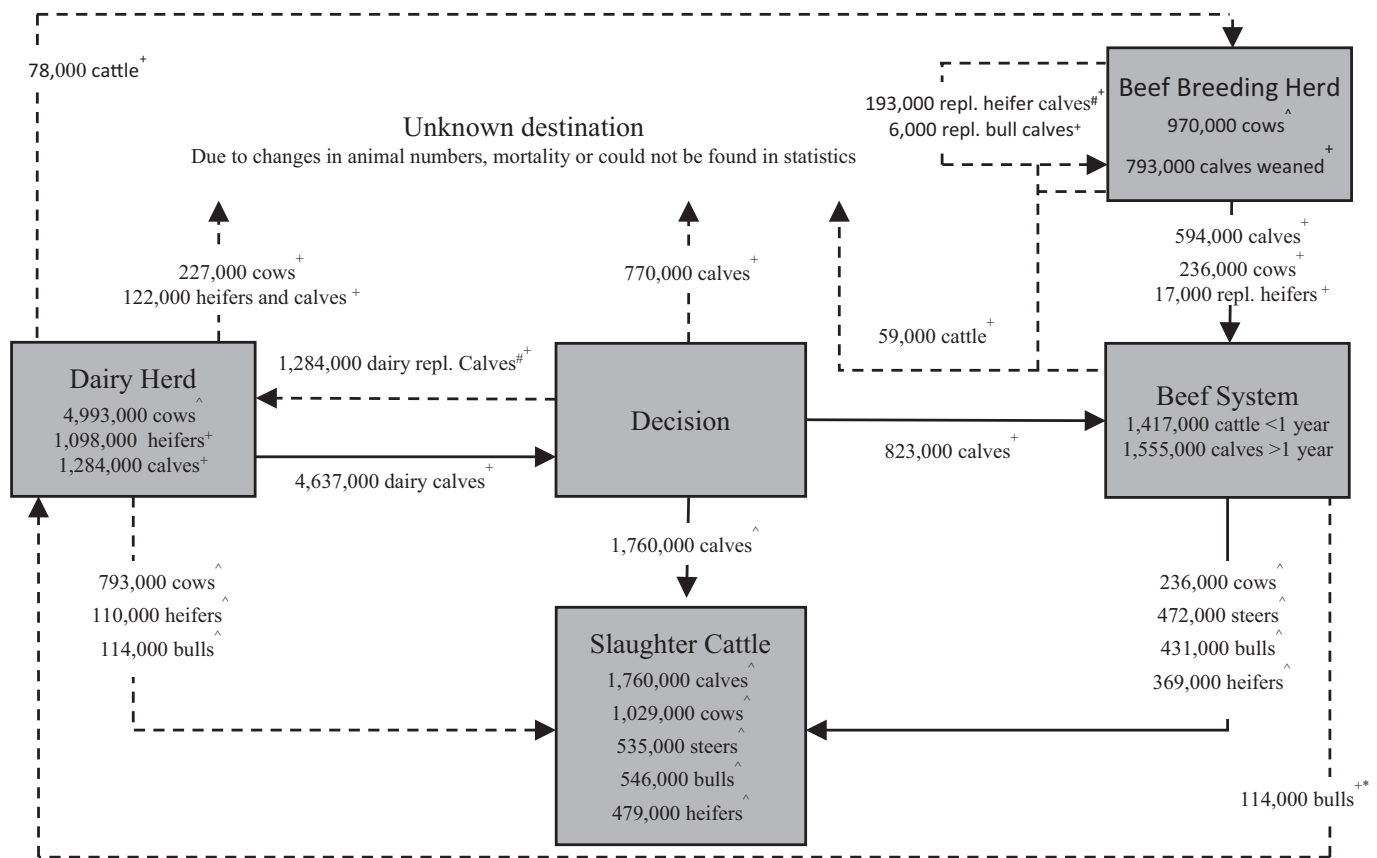 78,000 cattle⁺
Unknown destination
Due to changes in animal numbers, mortality or could not be found in statistics
193,000 repl. heifer calves#⁺
6,000 repl. bull calves⁺
Beef Breeding Herd
970,000 cows^
793,000 calves weaned⁺
594,000 calves⁺
236,000 cows⁺
17,000 repl. heifers ⁺
227,000 cows⁺
122,000 heifers and calves ⁺
770,000 calves⁺
59,000 cattle⁺
Dairy Herd
4,993,000 cows^
1,098,000 heifers⁺
1,284,000 calves⁺
1,284,000 dairy repl. Calves#⁺
4,637,000 dairy calves⁺
Decision
823,000 calves⁺
Beef System
1,417,000 cattle <1 year
1,555,000 calves >1 year
1,760,000 calves^
793,000 cows^
110,000 heifers^
114,000 bulls^
Slaughter Cattle
1,760,000 calves^
1,029,000 cows^
535,000 steers^
546,000 bulls^
479,000 heifers^
236,000 cows^
472,000 steers^
431,000 bulls^
369,000 heifers^
114,000 bulls⁺*